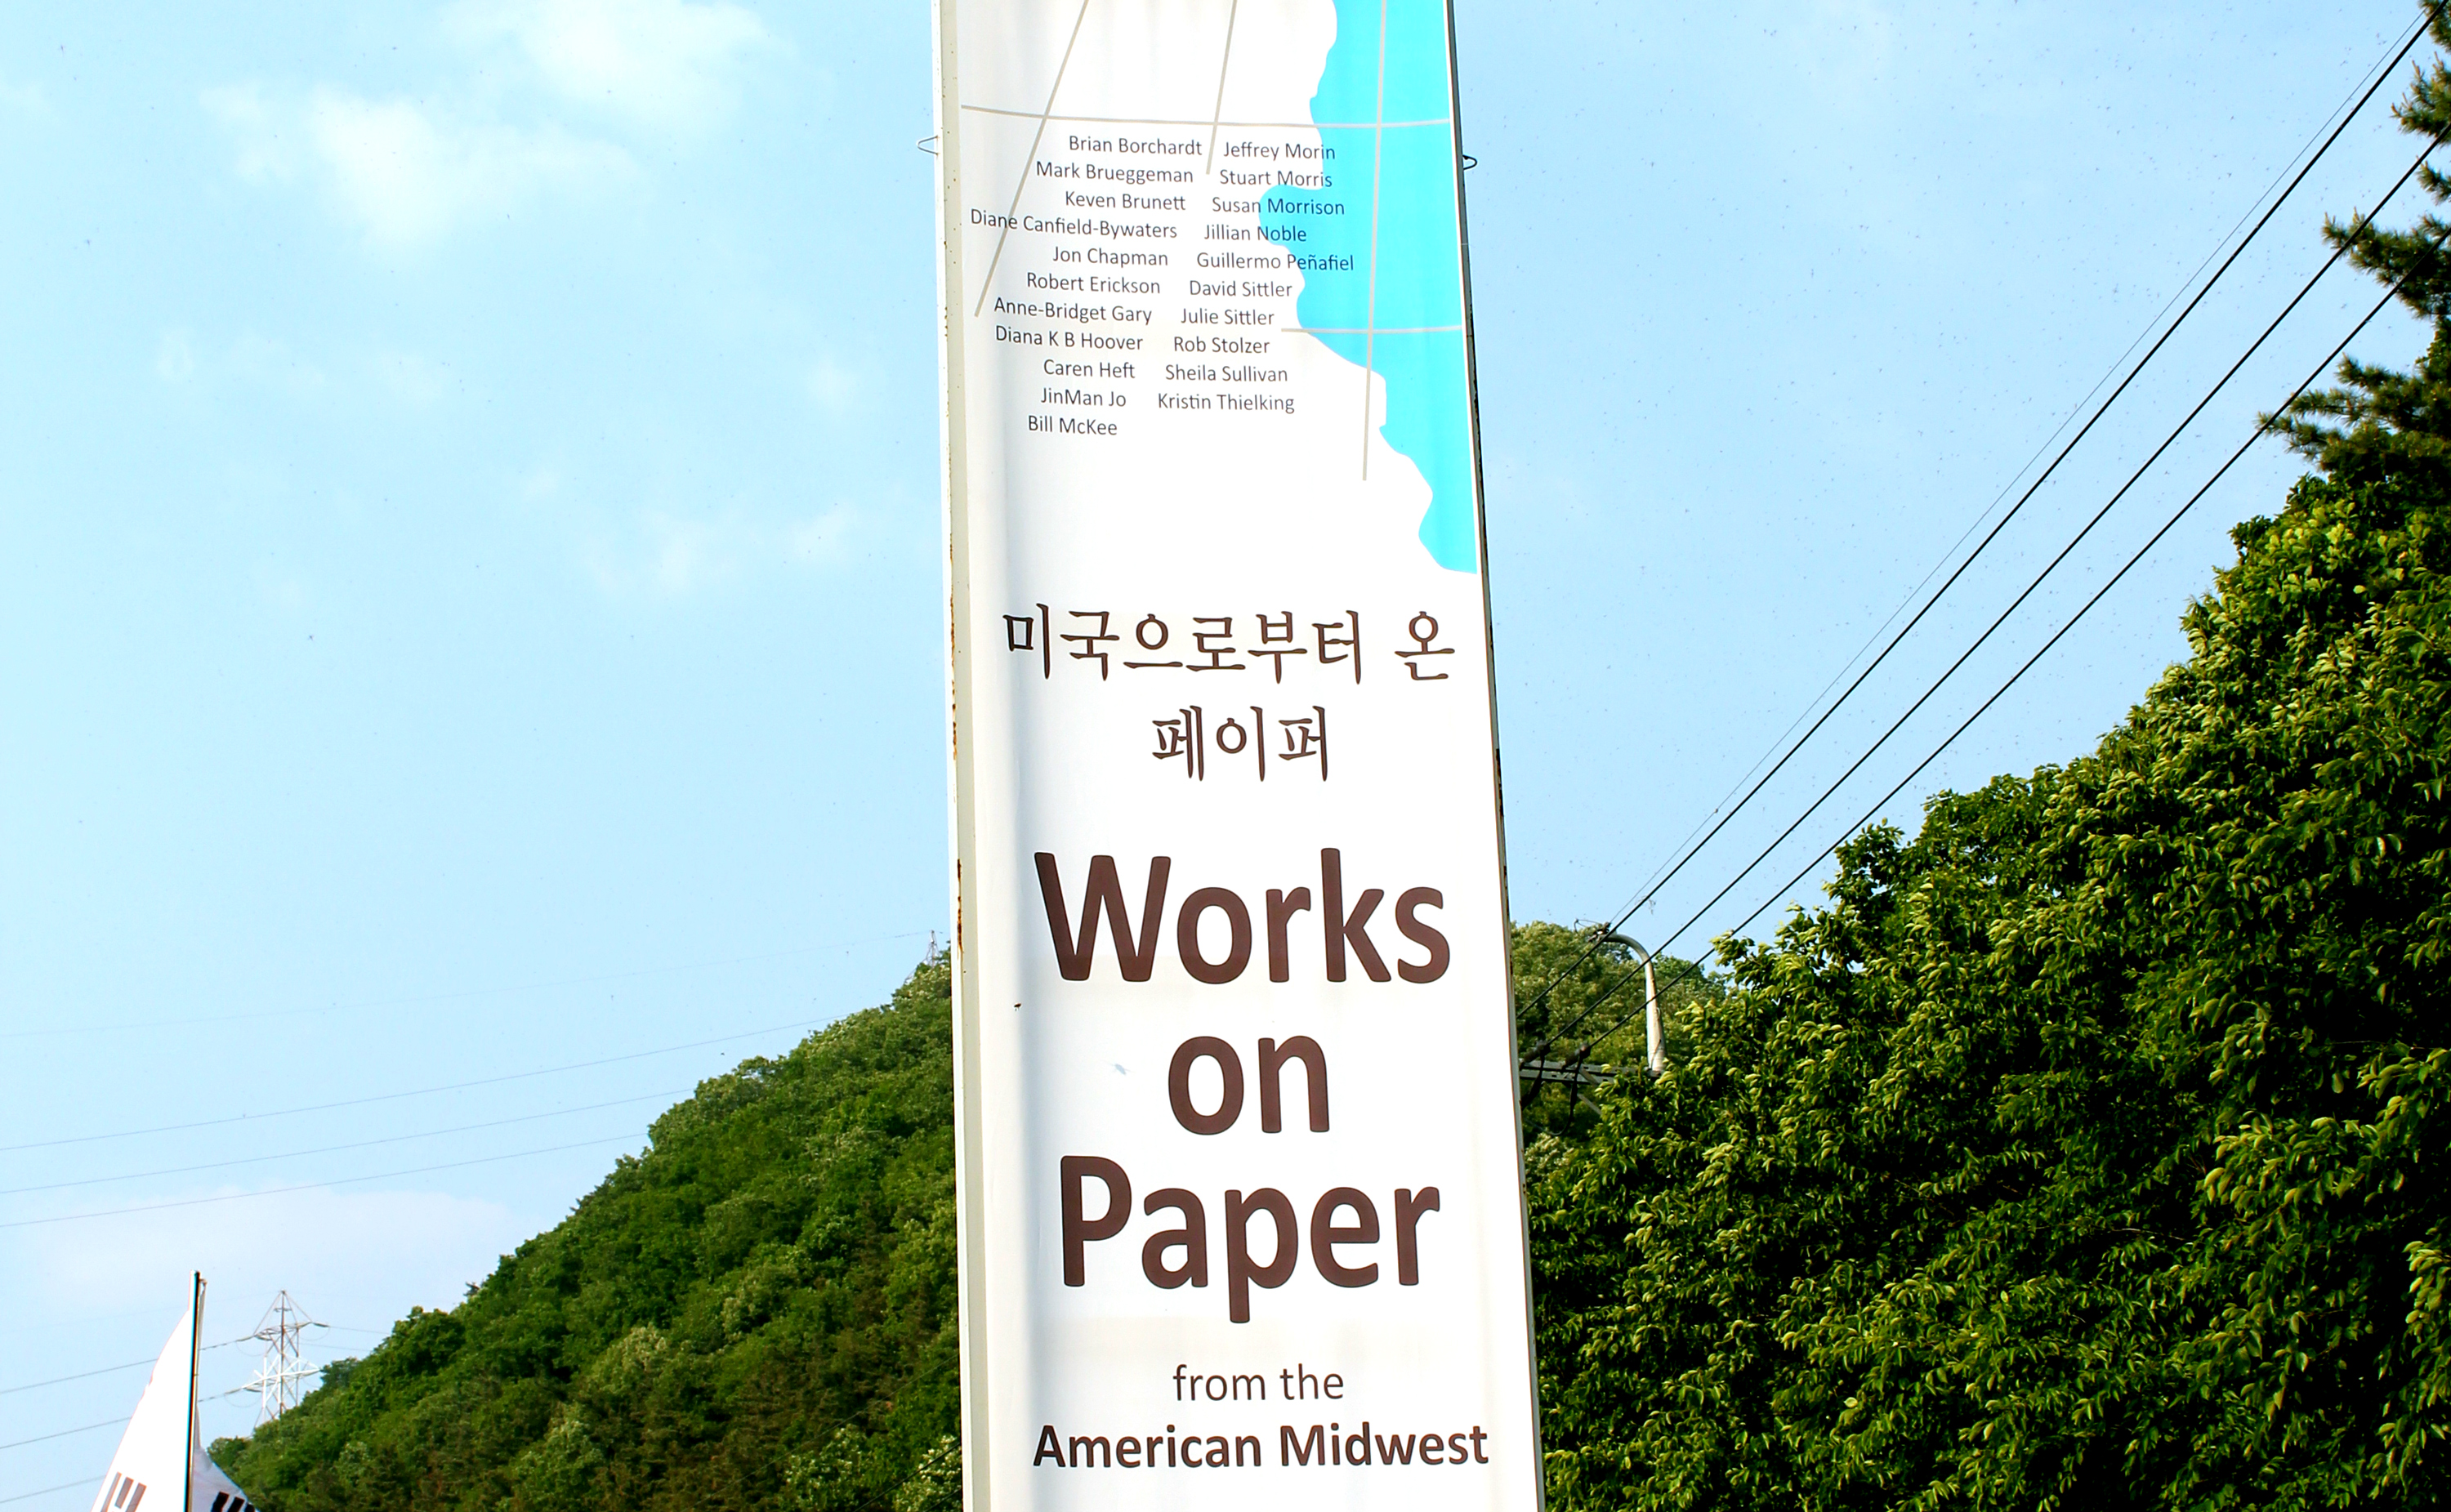 Brian Borchardt Jeffrey Morin
Mark Brueggeman Stuart Morris
Keven Brunett Susan Morrison
Diane Canfield-Bywaters Jillian Noble
Jon Chapman Guillermo Peñafiel
Robert Erickson David Sittler
Anne-Bridget Gary Julie Sittler
Diana K B Hoover Rob Stolzer
Caren Heft Sheila Sullivan
JinMan Jo Kristin Thielking
Bill McKee
미국으로부터 온
페이퍼
Works
on
Paper
from the
American Midwest